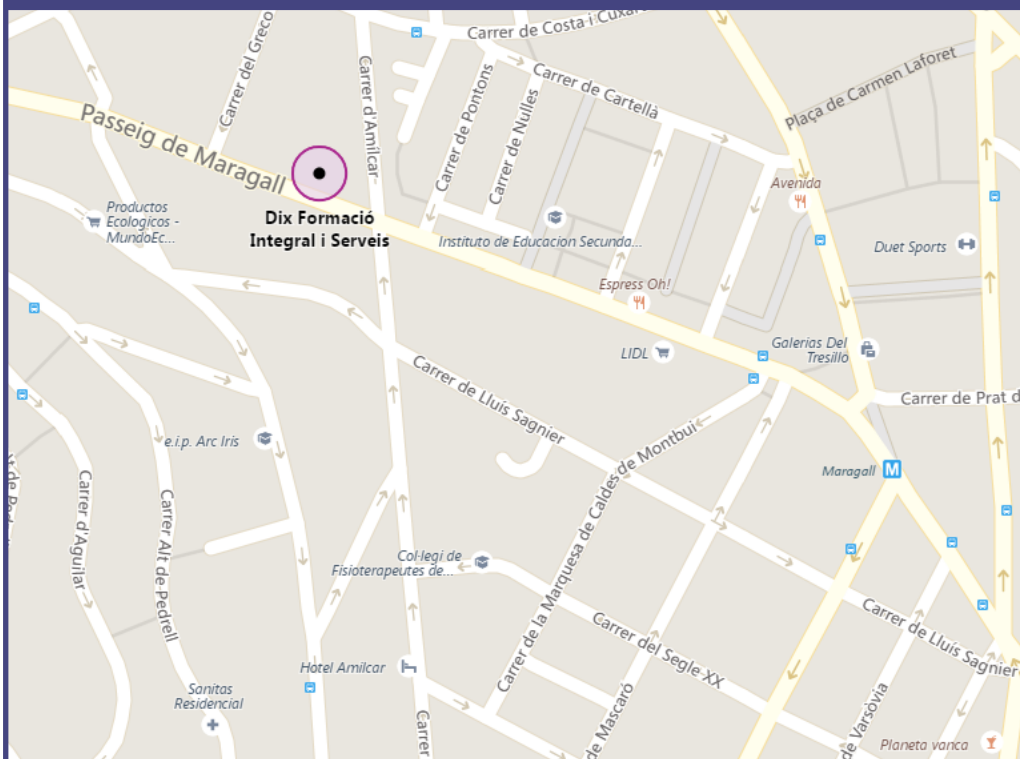 Carrer de Costa i Cuxart
Carrer del Greco
Carrer d'Amílcar
Carrer de Pontons
Carrer de Nulles
Carrer de Cartellà
Plaça de Carmen Laforet
Passeig de Maragall
Dix Formació
Integral i Serveis
Productos
Ecologicos -
MundoEc...
Instituto de Educacion Secunda...
Avenida
Duet Sports
Espress Oh!
LIDL
Galerias Del
Tresillo
Carrer de Prat d
Carrer de Lluís Sagnier
Carrer de la Marquesa de Caldes de Montbui
Maragall
M
e.i.p. Arc Iris
Carrer d'Aguilar
Carrer Alt de Pedrell
Col·legi de
Fisioterapeutes de...
Carrer del Segle XX
Carrer de Lluís Sagnier
Hotel Amilcar
Sanitas
Residencial
Carrer
de Mascaró
de Varsòvia
Planeta vanca